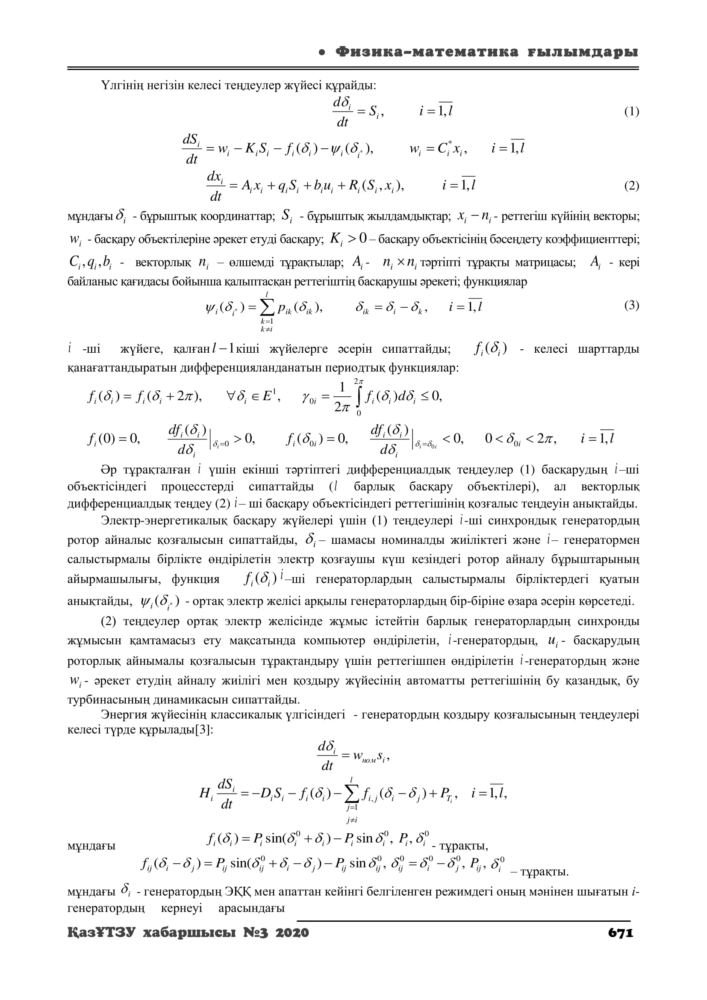 • Физика–математика ғылымдары
Үлгінің негізін келесі теңдеулер жүйесі құрайды:
$\frac{d\delta_i}{dt} = S_i, \quad i = \overline{1,l}$ (1)
$\frac{dS_i}{dt} = w_i - K_i S_i - f_i(\delta_i) - \psi_i(\delta_{i^*}), \quad w_i = C_i^* x_i, \quad i = \overline{1,l}$
$\frac{dx_i}{dt} = A_i x_i + q_i S_i + b_i u_i + R_i(S_i, x_i), \quad i = \overline{1,l}$ (2)
мұндағы $\delta_i$ - бұрыштық координаттар; $S_i$ - бұрыштық жылдамдықтар; $x_i - n_i$ - реттегіш күйінің векторы;
$w_i$ - басқару объектілеріне әрекет етуді басқару; $K_i > 0$ – басқару объектісінің бәсеңдету коэффициенттері;
$C_i, q_i, b_i$ - векторлық $n_i$ – өлшемді тұрақтылар; $A_i$ - $n_i \times n_i$ тәртіпті тұрақты матрицасы; $A_i$ - кері
байланыс қағидасы бойынша қалыптасқан реттегіштің басқарушы әрекеті; функциялар
$\psi_i(\delta_{i^*}) = \sum_{\substack{k=1 \\ k \neq i}}^{l} p_{ik}(\delta_{ik}), \quad \delta_{ik} = \delta_i - \delta_k, \quad i = \overline{1,l}$ (3)
$i$ -ші жүйеге, қалған $l-1$ кіші жүйелерге әсерін сипаттайды; $f_i(\delta_i)$ - келесі шарттарды
қанағаттандыратын дифференцияланданатын периодтық функциялар:
$f_i(\delta_i) = f_i(\delta_i + 2\pi), \quad \forall \delta_i \in E^1, \quad \gamma_{0i} = \frac{1}{2\pi} \int_0^{2\pi} f_i(\delta_i) d\delta_i \leq 0,$
$f_i(0) = 0, \quad \frac{df_i(\delta_i)}{d\delta_i}\Big|_{\delta_i=0} > 0, \quad f_i(\delta_{0i}) = 0, \quad \frac{df_i(\delta_i)}{d\delta_i}\Big|_{\delta_i=\delta_{0i}} < 0, \quad 0 < \delta_{0i} < 2\pi, \quad i = \overline{1,l}$
Әр тұрақталған $i$ үшін екінші тәртіптегі дифференциалдық теңдеулер (1) басқарудың $i$–ші
объектісіндегі процесстерді сипаттайды ($l$ барлық басқару объектілері), ал векторлық
дифференциалдық теңдеу (2) $i$– ші басқару объектісіндегі реттегішінің қозғалыс теңдеуін анықтайды.
Электр-энергетикалық басқару жүйелері үшін (1) теңдеулері $i$-ші синхрондық генератордың
ротор айналыс қозғалысын сипаттайды, $\delta_i$ – шамасы номиналды жиіліктегі және $i$– генератормен
салыстырмалы бірлікте өндірілетін электр қозғаушы күш кезіндегі ротор айналу бұрыштарының
айырмашылығы, функция $f_i(\delta_i)$ $i$–ші генераторлардың салыстырмалы бірліктердегі қуатын
анықтайды, $\psi_i(\delta_{i^*})$ - ортақ электр желісі арқылы генераторлардың бір-біріне өзара әсерін көрсетеді.
(2) теңдеулер ортақ электр желісінде жұмыс істейтін барлық генераторлардың синхронды
жұмысын қамтамасыз ету мақсатында компьютер өндірілетін, $i$-генератордың, $u_i$ - басқарудың
роторлық айнымалы қозғалысын тұрақтандыру үшін реттегішпен өндірілетін $i$-генератордың және
$w_i$ - әрекет етудің айналу жиілігі мен қоздыру жүйесінің автоматты реттегішінің бу қазандық, бу
турбинасының динамикасын сипаттайды.
Энергия жүйесінің классикалық үлгісіндегі - генератордың қоздыру қозғалысының теңдеулері
келесі түрде құрылады[3]:
$\frac{d\delta_i}{dt} = w_{ном} s_i,$
$H_i \frac{dS_i}{dt} = -D_i S_i - f_i(\delta_i) - \sum_{\substack{j=1 \\ j \neq i}}^{l} f_{i,j}(\delta_i - \delta_j) + P_{T_i}, \quad i = \overline{1,l},$
мұндағы $f_i(\delta_i) = P_i \sin(\delta_i^0 + \delta_i) - P_i \sin \delta_i^0, \ P_i, \delta_i^0$ - тұрақты,
$f_{ij}(\delta_i - \delta_j) = P_{ij} \sin(\delta_{ij}^0 + \delta_i - \delta_j) - P_{ij} \sin \delta_{ij}^0, \ \delta_{ij}^0 = \delta_i^0 - \delta_j^0, \ P_{ij}, \ \delta_i^0$ – тұрақты.
мұндағы $\delta_i$ - генератордың ЭҚҚ мен апаттан кейінгі белгіленген режимдегі оның мәнінен шығатын i-
генератордың кернеуі арасындағы
ҚазҰТЗУ хабаршысы №3 2020 671